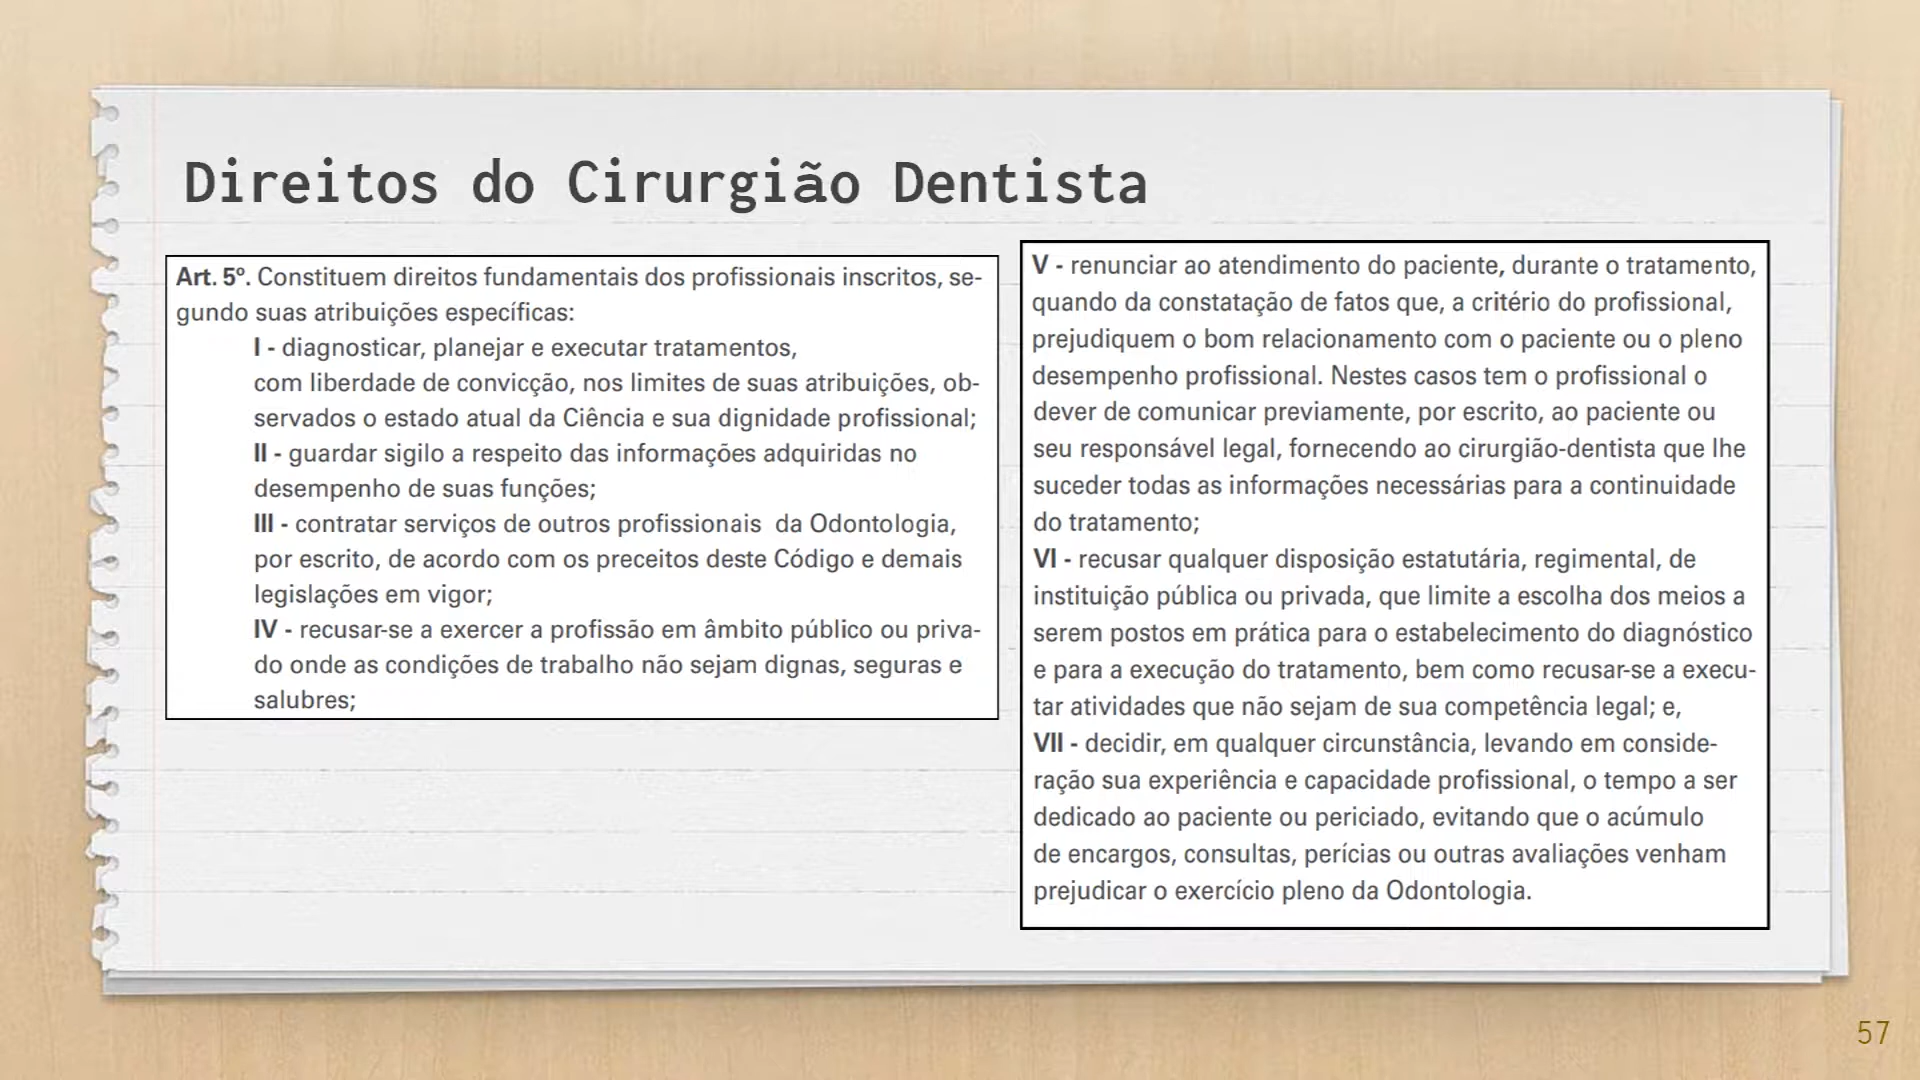 Direitos do Cirurgião Dentista
Art. 5º. Constituem direitos fundamentais dos profissionais inscritos, se-
gundo suas atribuições específicas:
I - diagnosticar, planejar e executar tratamentos,
com liberdade de convicção, nos limites de suas atribuições, ob-
servados o estado atual da Ciência e sua dignidade profissional;
II - guardar sigilo a respeito das informações adquiridas no
desempenho de suas funções;
III - contratar serviços de outros profissionais da Odontologia,
por escrito, de acordo com os preceitos deste Código e demais
legislações em vigor;
IV - recusar-se a exercer a profissão em âmbito público ou priva-
do onde as condições de trabalho não sejam dignas, seguras e
salubres;
V - renunciar ao atendimento do paciente, durante o tratamento,
quando da constatação de fatos que, a critério do profissional,
prejudiquem o bom relacionamento com o paciente ou o pleno
desempenho profissional. Nestes casos tem o profissional o
dever de comunicar previamente, por escrito, ao paciente ou
seu responsável legal, fornecendo ao cirurgião-dentista que lhe
suceder todas as informações necessárias para a continuidade
do tratamento;
VI - recusar qualquer disposição estatutária, regimental, de
instituição pública ou privada, que limite a escolha dos meios a
serem postos em prática para o estabelecimento do diagnóstico
e para a execução do tratamento, bem como recusar-se a execu-
tar atividades que não sejam de sua competência legal; e,
VII - decidir, em qualquer circunstância, levando em conside-
ração sua experiência e capacidade profissional, o tempo a ser
dedicado ao paciente ou periciado, evitando que o acúmulo
de encargos, consultas, perícias ou outras avaliações venham
prejudicar o exercício pleno da Odontologia.
57